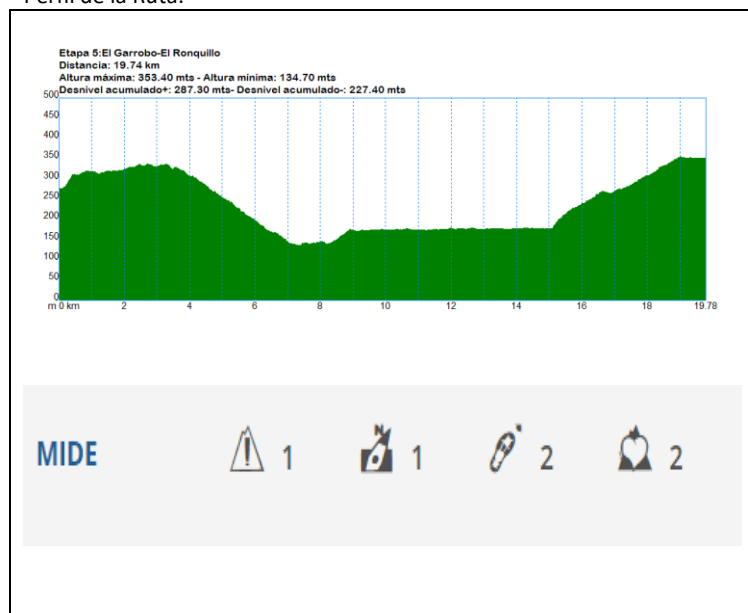 Perfil de la Ruta:
Etapa 5:El Garrobo-El Ronquillo
Distancia: 19.74 km
Altura máxima: 353.40 mts - Altura mínima: 134.70 mts
Desnivel acumulado+: 287.30 mts- Desnivel acumulado-: 227.40 mts
500
450
400
350
300
250
200
150
100
50
0
m 0 km 2 4 6 8 10 12 14 16 18 19.78
MIDE 1 N 1 2 2